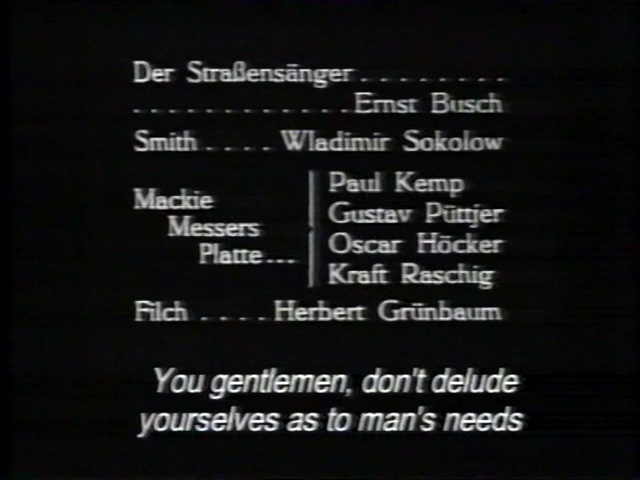 Der Straßensänger . . . . . . . . .
. . . . . . . . . . . . . Ernst Busch
Smith . . . . Wladimir Sokolow
Mackie
Messers
Platte...
Paul Kemp
Gustav Püttjer
Oscar Höcker
Kraft Raschig
Filch . . . . Herbert Grünbaum
You gentlemen, don't delude
yourselves as to man's needs